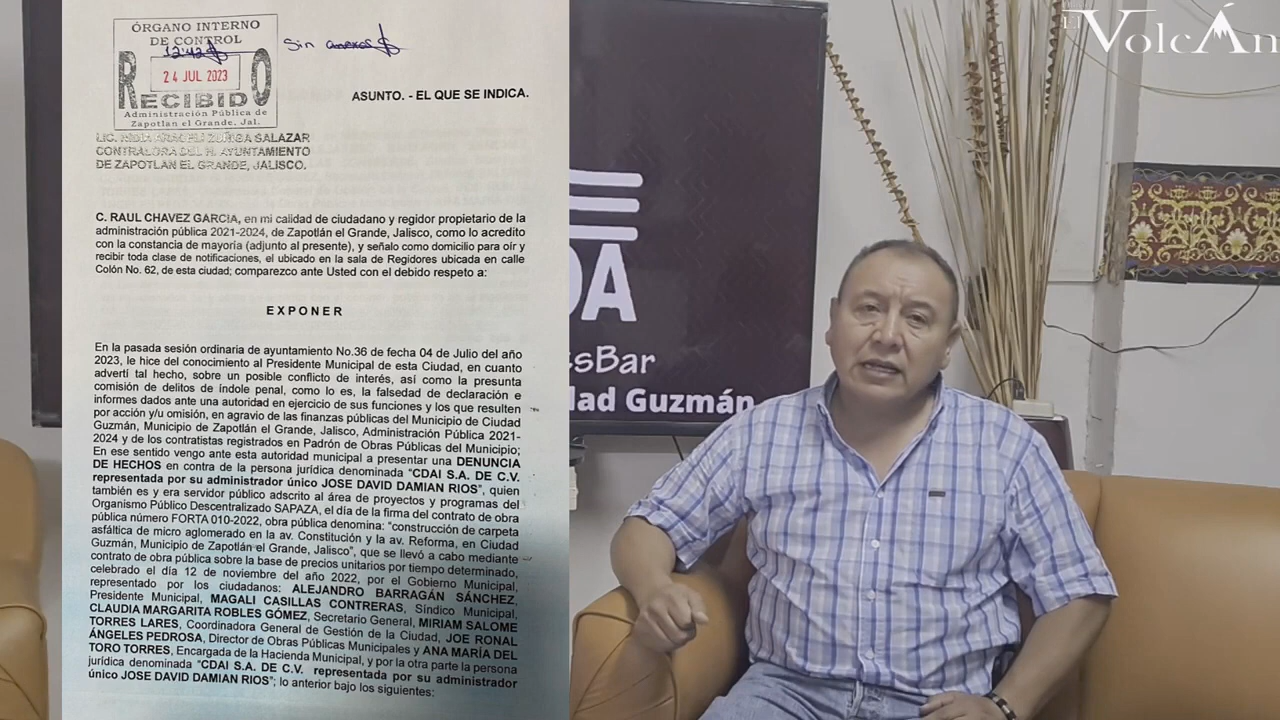 ÓRGANO INTERNO
DE CONTROL
12:42
24 JUL 2023
RECIBIDO
Administración Pública de
Zapotlan el Grande, Jal.
Sin anexos
ASUNTO. - EL QUE SE INDICA.
SALAZAR
CONTRALORA DEL H. AYUNTAMIENTO
DE ZAPOTLAN EL GRANDE, JALISCO.
C. RAUL CHAVEZ GARCIA, en mi calidad de ciudadano y regidor propietario de la
administración pública 2021-2024, de Zapotlán el Grande, Jalisco, como lo acredito
con la constancia de mayoría (adjunto al presente), y señalo como domicilio para oír y
recibir toda clase de notificaciones, el ubicado en la sala de Regidores ubicada en calle
Colón No. 62, de esta ciudad; comparezco ante Usted con el debido respeto a:
EXPONER
En la pasada sesión ordinaria de ayuntamiento No.36 de fecha 04 de Julio del año
2023, le hice del conocimiento al Presidente Municipal de esta Ciudad, en cuanto
advertí tal hecho, sobre un posible conflicto de interés, así como la presunta
comisión de delitos de índole penal, como lo es, la falsedad de declaración e
informes dados ante una autoridad en ejercicio de sus funciones y los que resulten
por acción y/u omisión, en agravio de las finanzas públicas del Municipio de Ciudad
Guzmán, Municipio de Zapotlán el Grande, Jalisco, Administración Pública 2021-
2024 y de los contratistas registrados en Padrón de Obras Públicas del Municipio;
En ese sentido vengo ante esta autoridad municipal a presentar una DENUNCIA
DE HECHOS en contra de la persona jurídica denominada “CDAI S.A. DE C.V.
representada por su administrador único JOSE DAVID DAMIAN RIOS”, quien
también es y era servidor público adscrito al área de proyectos y programas del
Organismo Público Descentralizado SAPAZA, el día de la firma del contrato de obra
pública número FORTA 010-2022, obra pública denomina: “construcción de carpeta
asfáltica de micro aglomerado en la av. Constitución y la av. Reforma, en Ciudad
Guzmán, Municipio de Zapotlán el Grande, Jalisco”, que se llevó a cabo mediante
contrato de obra pública sobre la base de precios unitarios por tiempo determinado,
celebrado el día 12 de noviembre del año 2022, por el Gobierno Municipal,
representado por los ciudadanos: ALEJANDRO BARRAGÁN SÁNCHEZ,
Presidente Municipal, MAGALI CASILLAS CONTRERAS, Síndico Municipal,
CLAUDIA MARGARITA ROBLES GÓMEZ, Secretario General, MIRIAM SALOME
TORRES LARES, Coordinadora General de Gestión de la Ciudad, JOE RONAL
ÁNGELES PEDROSA, Director de Obras Públicas Municipales y ANA MARÍA DEL
TORO TORRES, Encargada de la Hacienda Municipal, y por la otra parte la persona
jurídica denominada “CDAI S.A. DE C.V. representada por su administrador
único JOSE DAVID DAMIAN RIOS”; lo anterior bajo los siguientes:
El Volcán
DA
ssBar
dad Guzmán